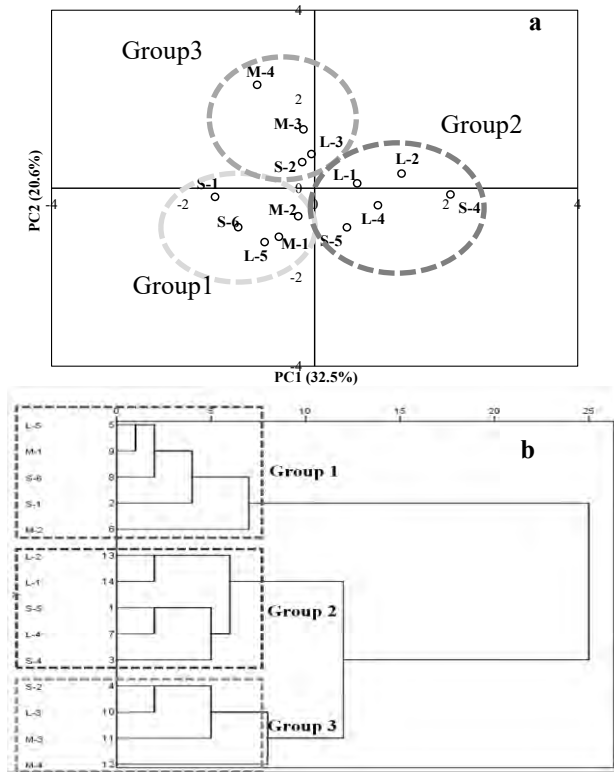 4
a
Group3
M-4
2
M-3
L-3
Group2
S-2
L-1
L-2
S-1
-4
-2
0
0
2
4
M-2
L-4
S-4
S-6
L-5
M-1
S-5
-2
Group1
-4
PC2 (20.6%)
PC1 (32.5%)
0 5 10 15 20 25
b
L-5 5
M-1 9
Group 1
S-6 8
S-1 2
M-2 6
L-2 13
L-1 14
S-5 1
Group 2
L-4 7
S-4 3
S-2 4
L-3 10
Group 3
M-3 11
M-4 12